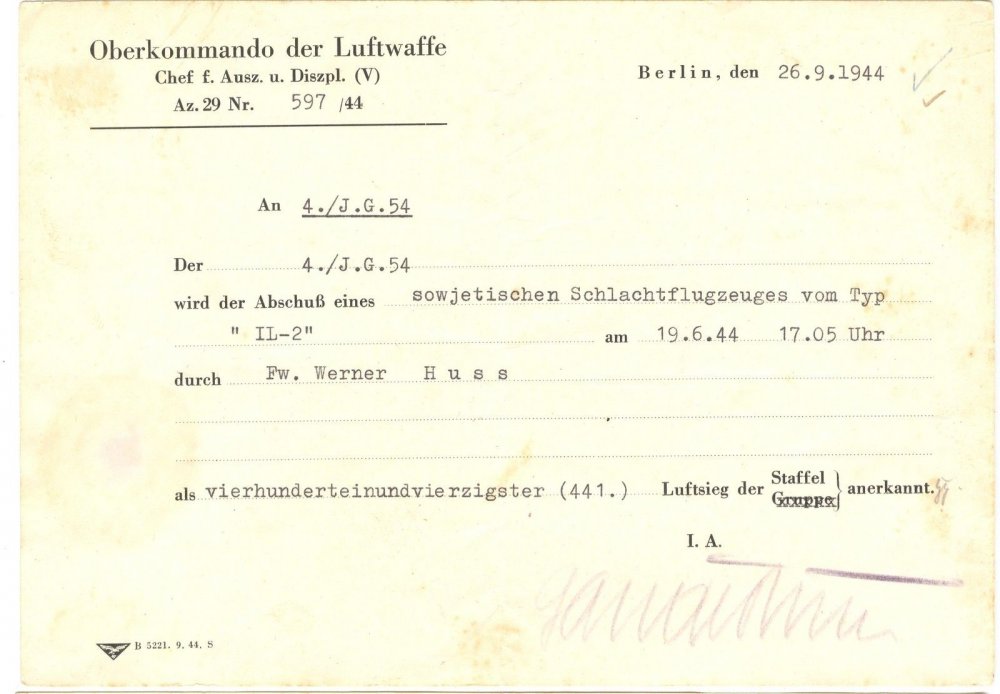 Oberkommando der Luftwaffe
Chef f. Ausz. u. Diszpl. (V)
Az. 29 Nr. 597 /44
Berlin, den 26.9.1944
An 4./J.G.54
Der 4./J.G.54
wird der Abschuß eines sowjetischen Schlachtflugzeuges vom Typ
" IL-2" am 19.6.44 17.05 Uhr
durch Fw. Werner Huss
als vierhunderteinundvierzigster (441.) Luftsieg der Staffel
Gruppe anerkannt.
I. A.
B 5221. 9. 44. S